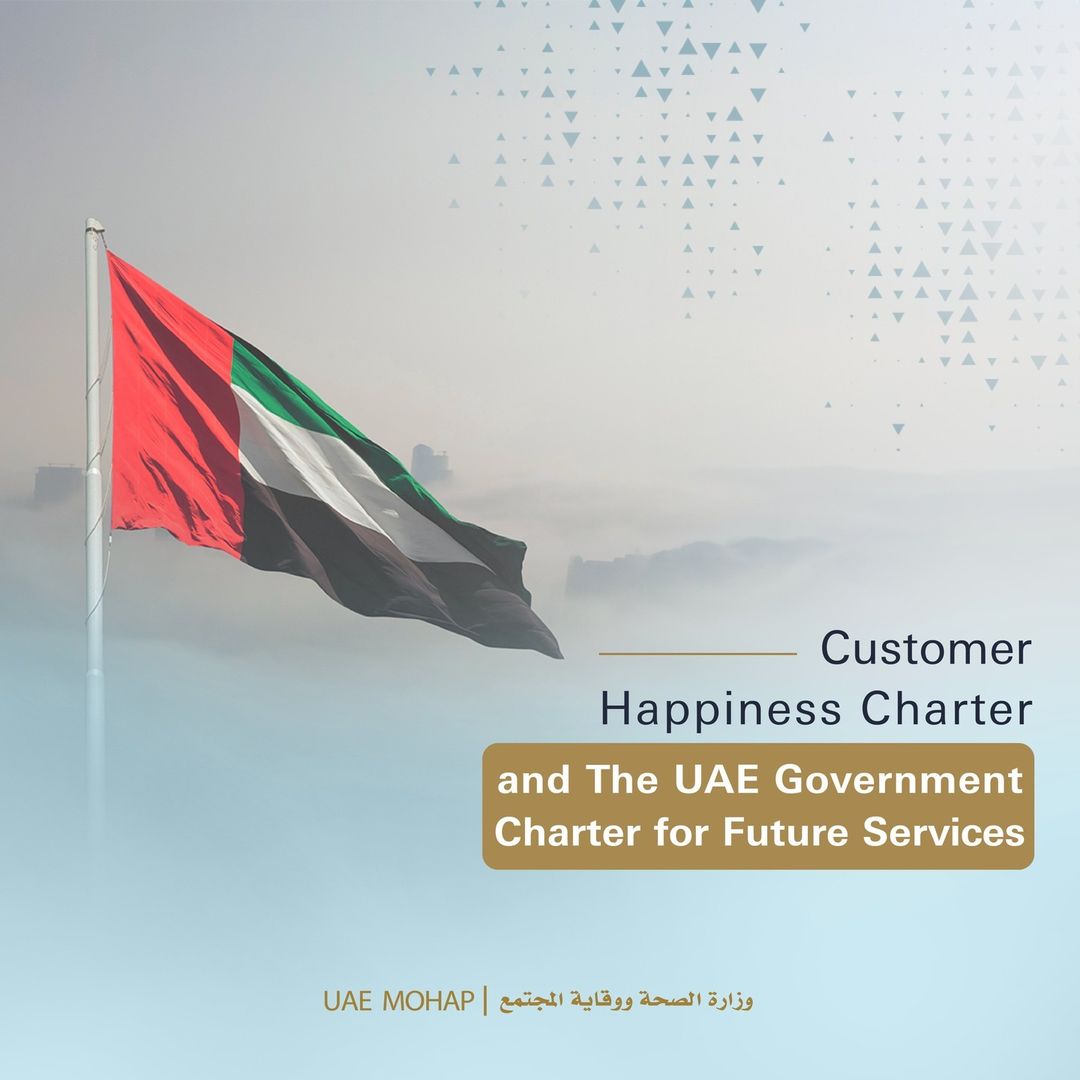 Customer
Happiness Charter
and The UAE Government
Charter for Future Services
UAE MOHAP | وزارة الصحة ووقاية المجتمع